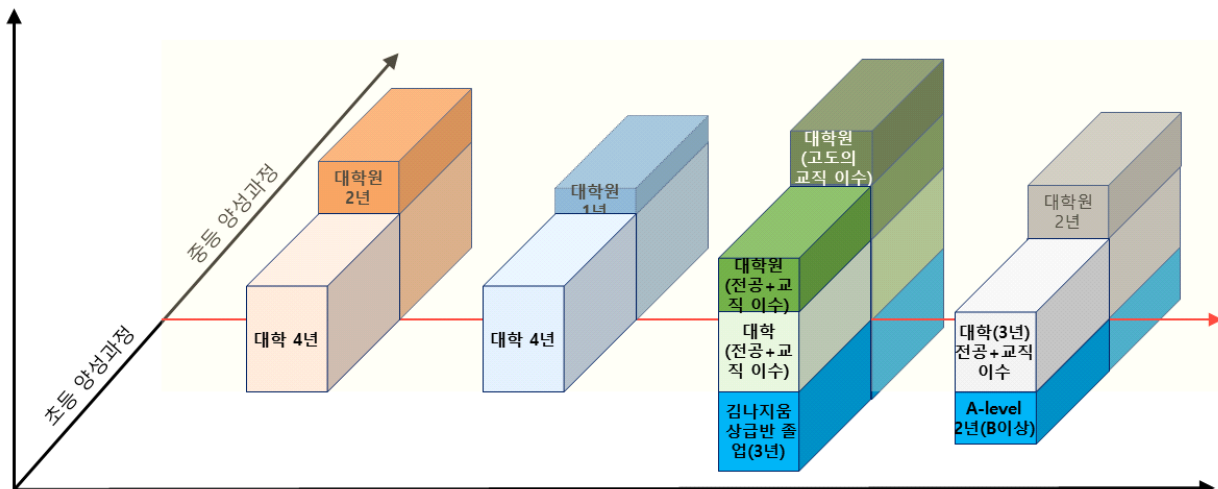 중등 양성과정
초등 양성과정
대학원
2년
대학 4년
대학원
1년
대학 4년
대학원
(고도의
교직 이수)
대학원
(전공+교
직 이수)
대학
(전공+교
직 이수)
김나지움
상급반 졸
업(3년)
대학원
2년
대학(3년)
전공+교직
이수
A-level
2년(B이상)